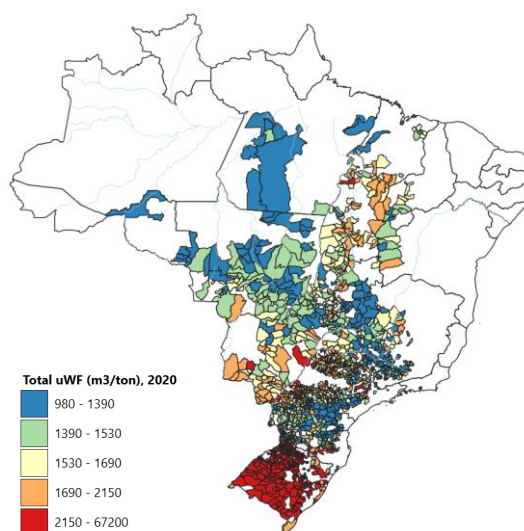 Total uWF (m3/ton), 2020
980 - 1390
1390 - 1530
1530 - 1690
1690 - 2150
2150 - 67200